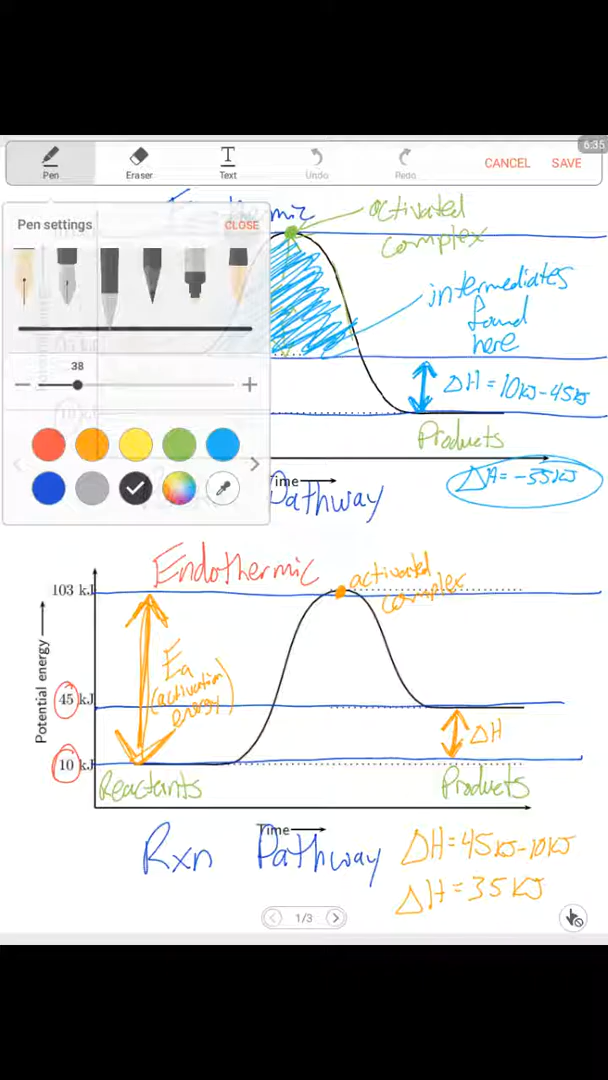 6:35
Pen
Eraser
Text
Undo
Redo
CANCEL
SAVE
Pen settings
CLOSE
38
mic
activated
complex
intermediates
found
here
ΔH = 10kJ-45kJ
Products
ΔH = -35kJ
Time
Pathway
Endothermic
activated
complex
103 kJ
Potential energy
Ea
(activation
energy)
45 kJ
ΔH
10 kJ
Reactants
Products
Time
Rxn Pathway
ΔH=45kJ-10kJ
ΔH=35kJ
1/3